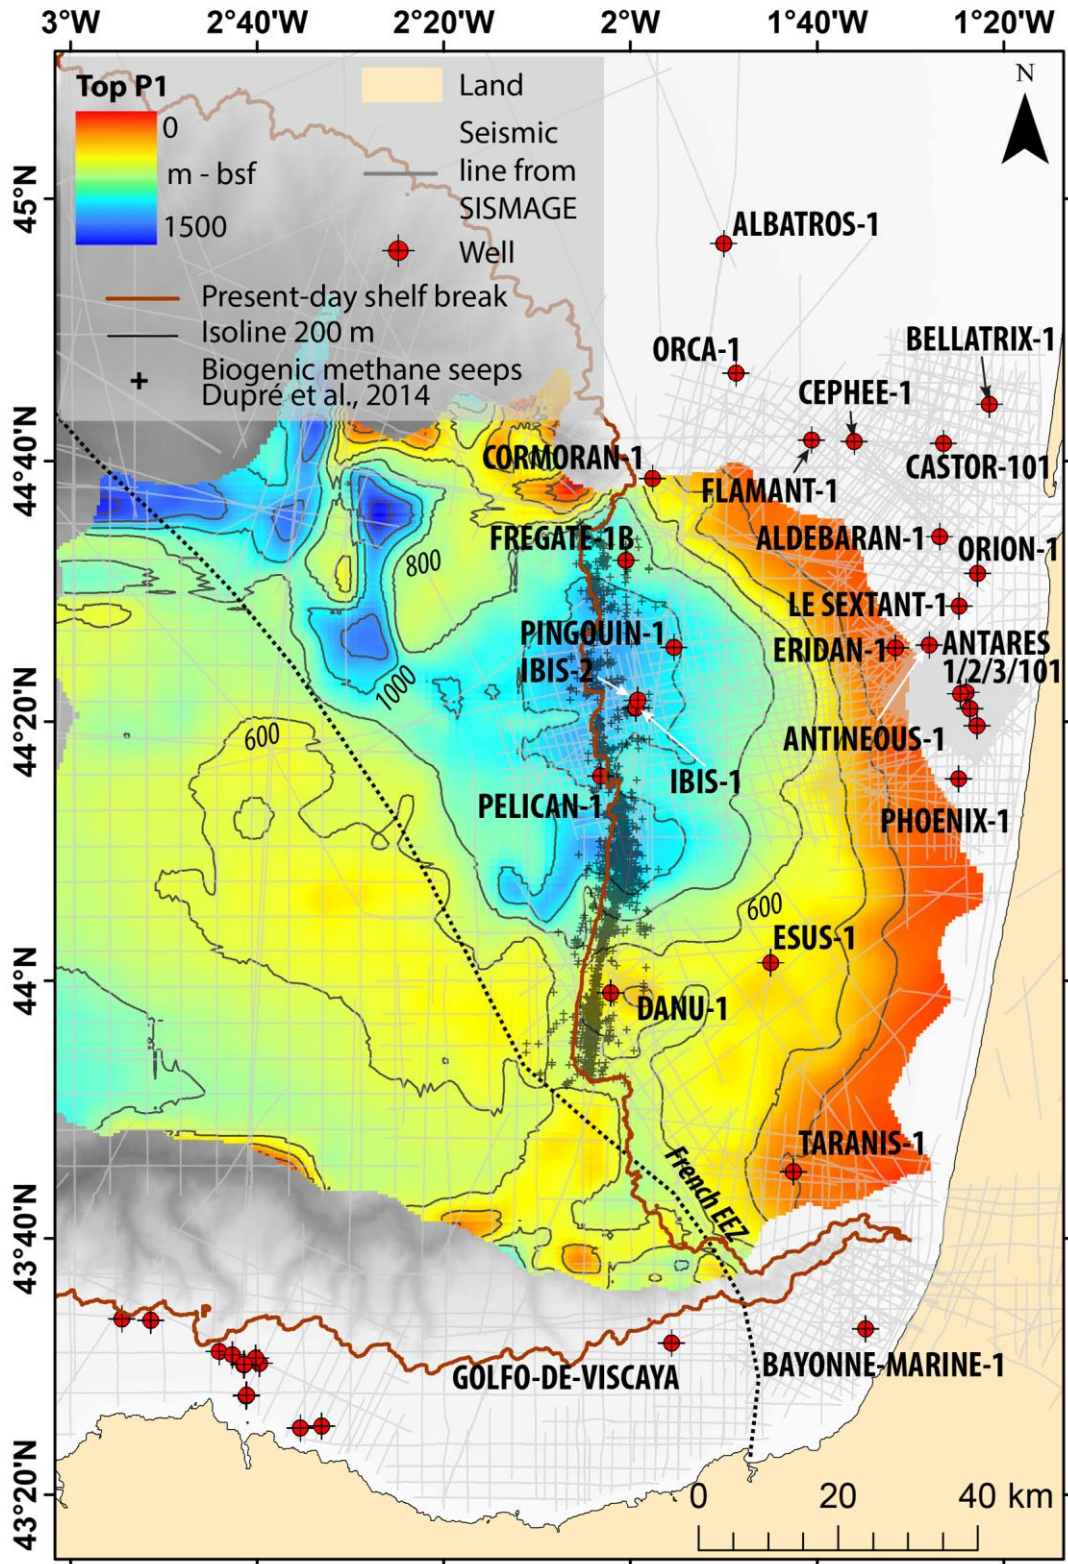 3°W 2°40'W 2°20'W 2°0'W 1°40'W 1°20'W
Top P1
0
m - bsf
1500
Land
Seismic
line from
SISMAGE
Well
Present-day shelf break
Isoline 200 m
Biogenic methane seeps
Dupré et al., 2014
N
45°N
ALBATROS-1
ORCA-1
BELLATRIX-1
CEPHEE-1
44°40'N
CORMORAN-1
FLAMANT-1
CASTOR-101
FREGATE-1B
ALDEBARAN-1
ORION-1
800
LE SEXTANT-1
PINGOUIN-1
ERIDAN-1
ANTARES
1/2/3/101
IBIS-2
1000
44°20'N
600
ANTINEOUS-1
IBIS-1
PELICAN-1
PHOENIX-1
600
ESUS-1
44°0'N
DANU-1
TARANIS-1
French EEZ
43°40'N
GOLFO-DE-VISCAYA
BAYONNE-MARINE-1
43°20'N
0 20 40 km